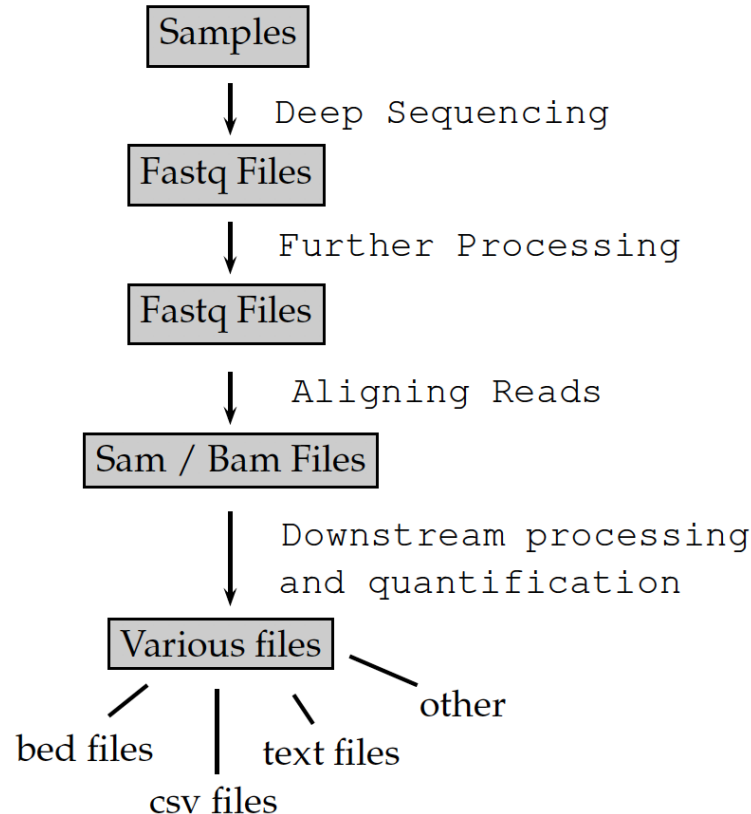 Samples
Deep Sequencing
Fastq Files
Further Processing
Fastq Files
Aligning Reads
Sam / Bam Files
Downstream processing
and quantification
Various files
other
bed files
text files
csv files